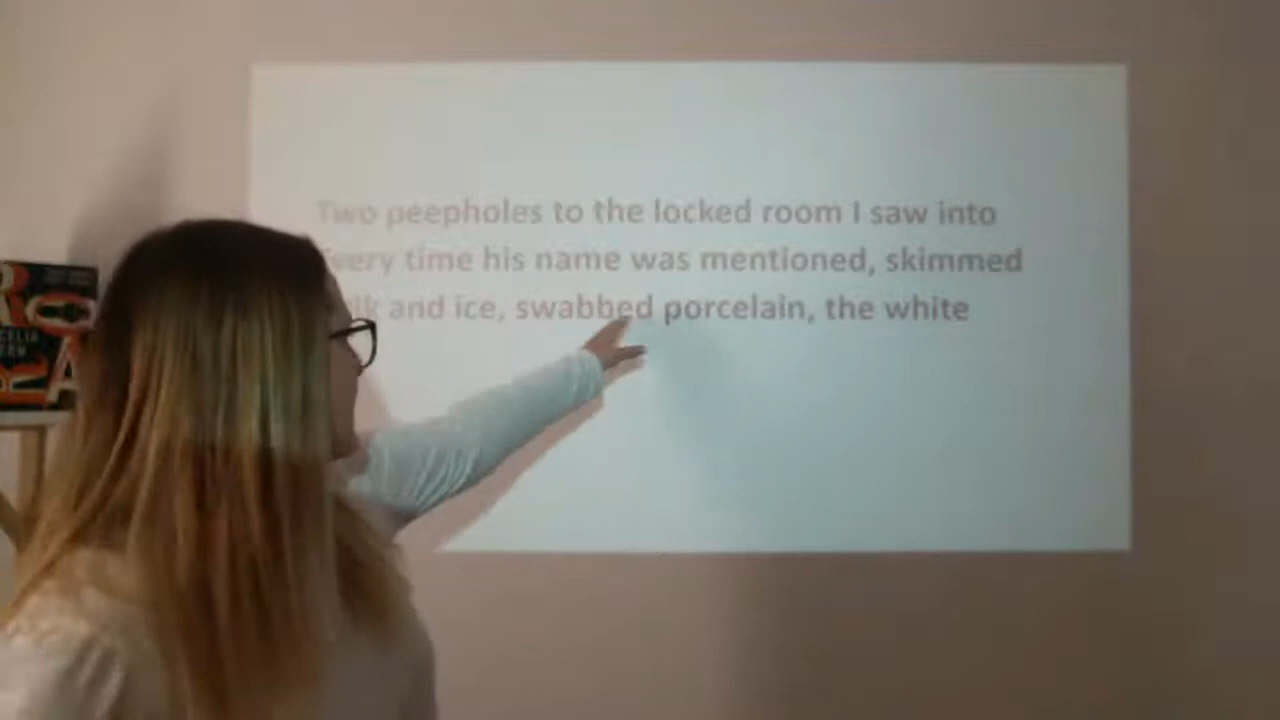 Two peepholes to the locked room I saw into
Every time his name was mentioned, skimmed
and ice, swabbed porcelain, the white